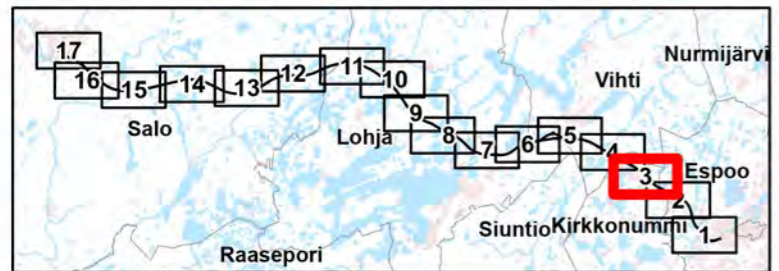 17
16
15
14
13
12
11
10
9
8
7
6
5
4
3
2
1
Nurmijärvi
Vihti
Salo
Lohja
Espoo
Siuntio
Kirkkonummi
Raasepori